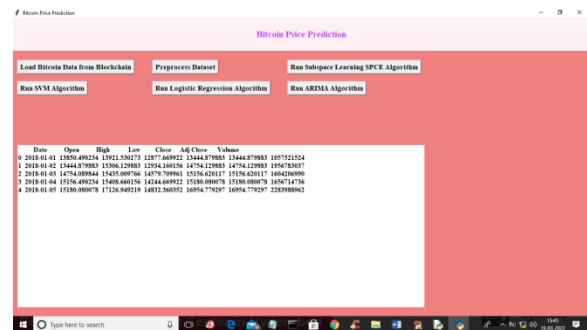 Bitcoin Price Prediction
Bitcoin Price Prediction
Load Bitcoin Data from Blockchain Preprocess Dataset Run Subspace Learning SPCE Algorithm
Run SVM Algorithm Run Logistic Regression Algorithm Run ARIMA Algorithm
Date Open High Low Close Adj Close Volume
0 2018-01-01 13850.490234 13921.530273 12877.669922 13444.879883 13444.879883 1057521524
1 2018-01-02 13444.879883 15306.129883 12934.160156 14754.129883 14754.129883 1956783037
2 2018-01-03 14754.089844 15435.009766 14579.709961 15156.620117 15156.620117 1604206990
3 2018-01-04 15156.490234 15408.660156 14244.669922 15180.080078 15180.080078 1656714736
4 2018-01-05 15180.080078 17126.949219 14832.360352 16954.779297 16954.779297 2283988962
Type here to search
15:45
19-03-2022